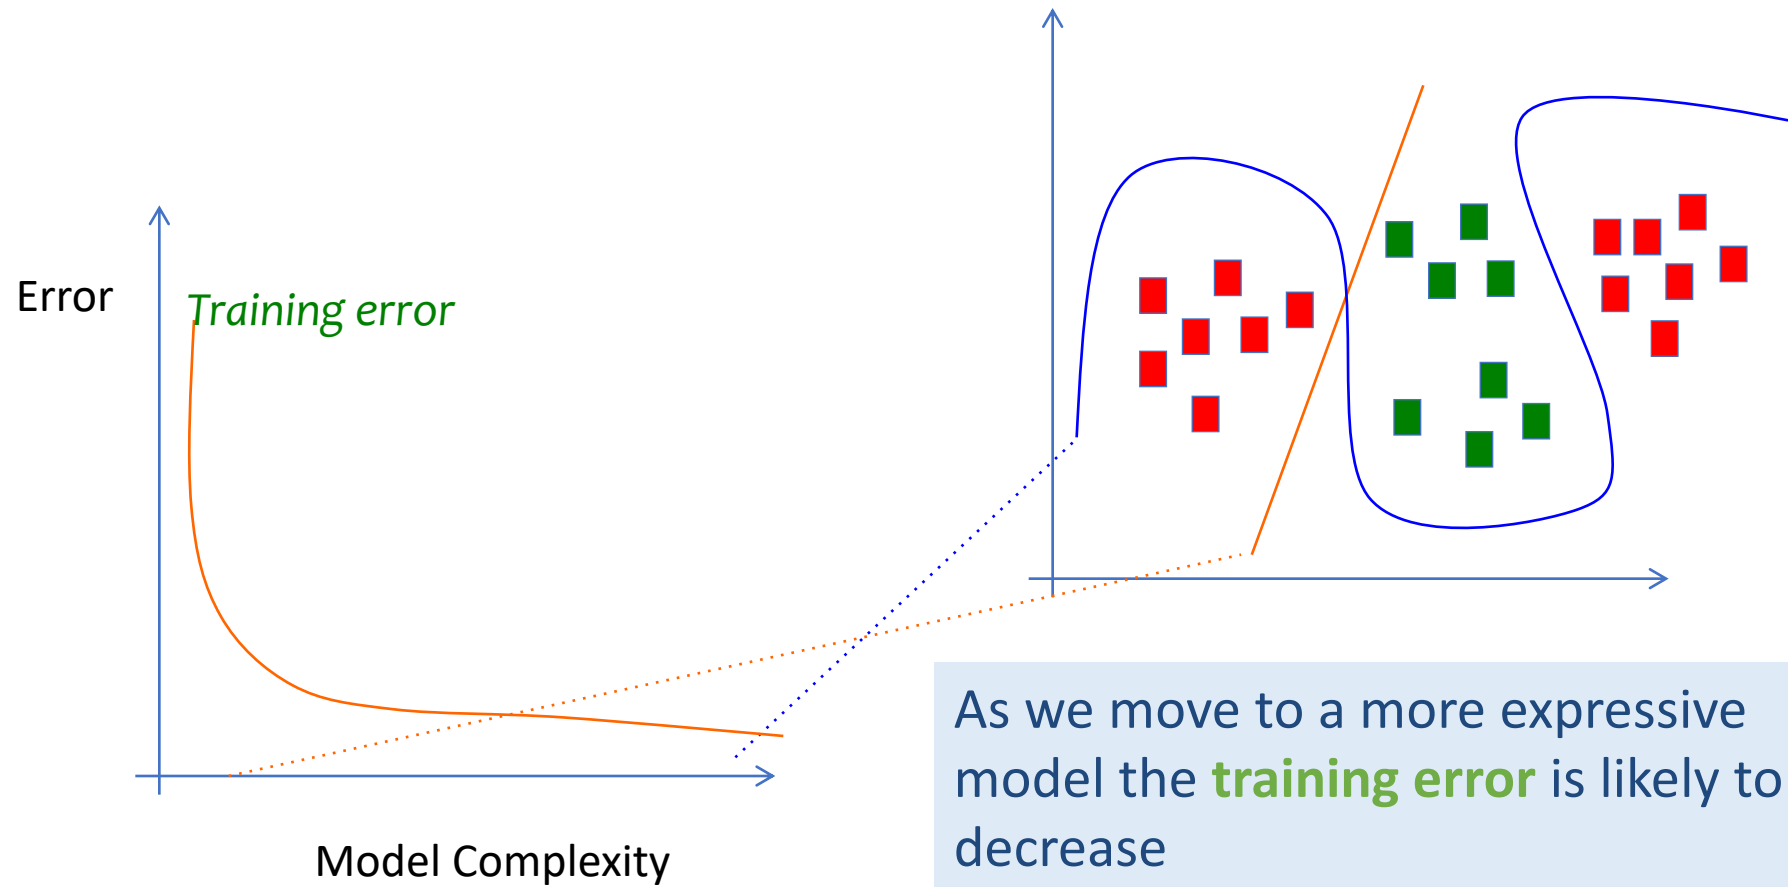 Error
Training error
Model Complexity
As we move to a more expressive
model the training error is likely to
decrease